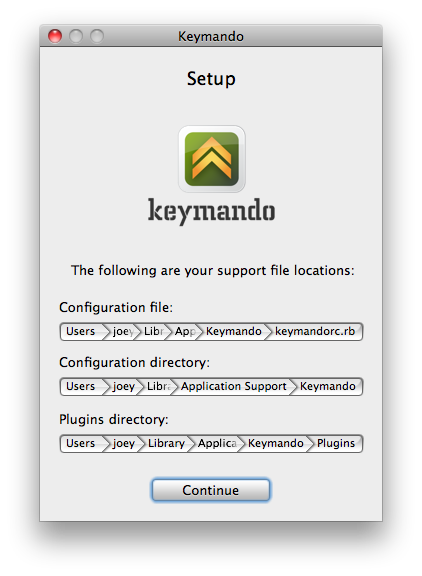 Keymando
Setup
keymando
The following are your support file locations:
Configuration file:
Users joey Libr App Keymando keymandorc.rb
Configuration directory:
Users joey Libra Application Support Keymando
Plugins directory:
Users joey Library Applica Keymando Plugins
Continue